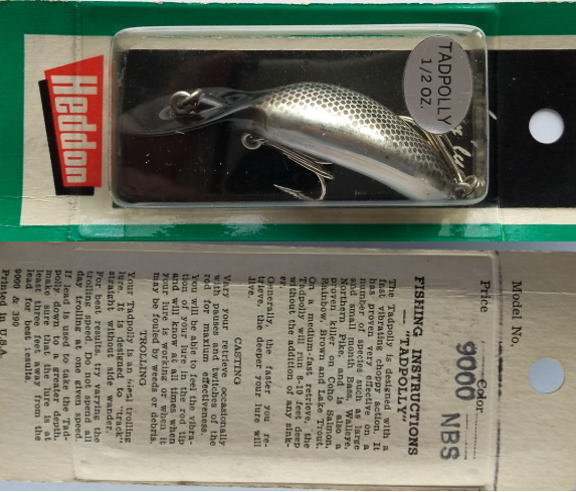 Heddon
TADPOLLY
1/2 OZ.
Model No.
Color
Price
9000 NBS
FISHING INSTRUCTIONS
— "TADPOLLY"
The Tadpolly is designed with a
fast vibrating, choppy action. It
has proven very effective on a
number of species such as large
and small mouth Bass, Walleye,
Northern Pike, and is also a
proven killer on Coho Salmon,
Rainbow, Brown and Lake Trout.
On a medium-fast retrieve, the
Tadpolly will run 8-10 feet deep
without the addition of any sink-
er.
CASTING
Generally, the faster you re-
trieve, the deeper your lure will
dive.
Vary your retrieve occasionally
with pauses and twitches of the
rod for maxium effectiveness.
You will be able to feel the vibra-
tion of your lure in the rod tip
and will know at all times when
your lure is working or when it
may be fouled by weeds or debris.
TROLLING
Your Tadpolly is an ideal trolling
lure. It is designed to "track"
straight without side wander.
For best results, try varying the
trolling speed. Do not spend all
day trolling at one given speed.
If lead is used to take the Tad-
polly down to a greater depth,
make sure that the lure is at
least three feet away from the
lead for best results.
9000 & 390
Printed in U.S.A.